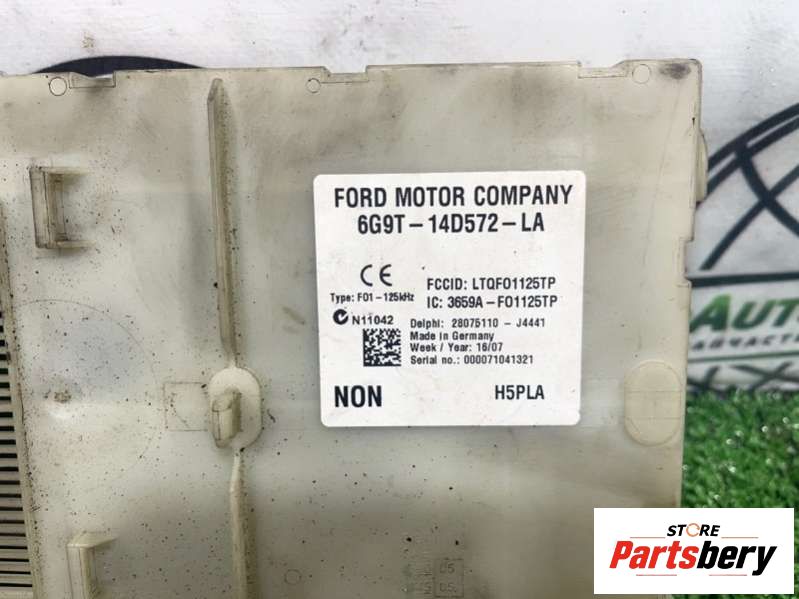 FORD MOTOR COMPANY
6G9T-14D572-LA
CE
FCCID: LTQFO1125TP
Type: F01-125kHz
IC: 3659A-FO1125TP
N11042
Delphi: 28075110 - J4441
Made in Germany
Week / Year: 16/07
Serial no.: 000071041321
NON
H5PLA
AUT
STORE
Partsbery